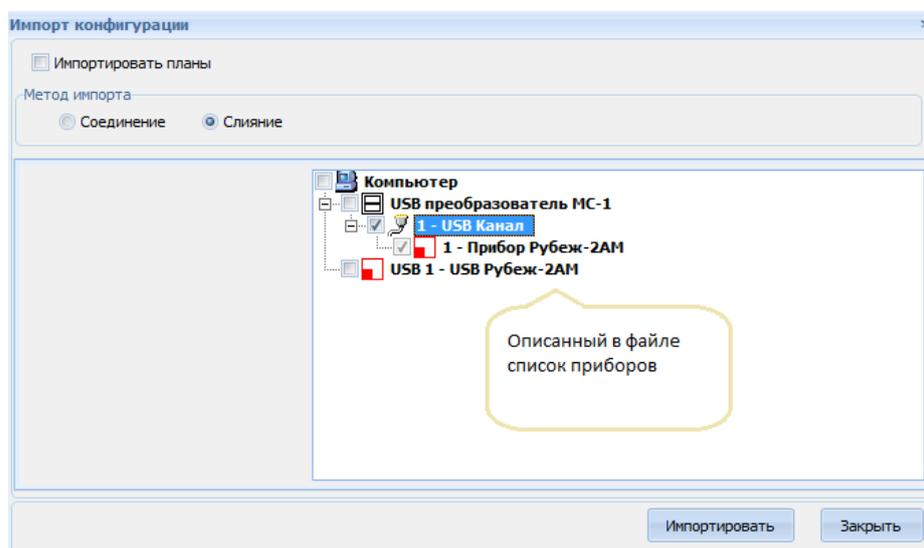 Импорт конфигурации
Импортировать планы
Метод импорта
Соединение Слияние
Компьютер
USB преобразователь МС-1
1 - USB Канал
1 - Прибор Рубеж-2АМ
USB 1 - USB Рубеж-2АМ
Описанный в файле
список приборов
Импортировать Закрыть